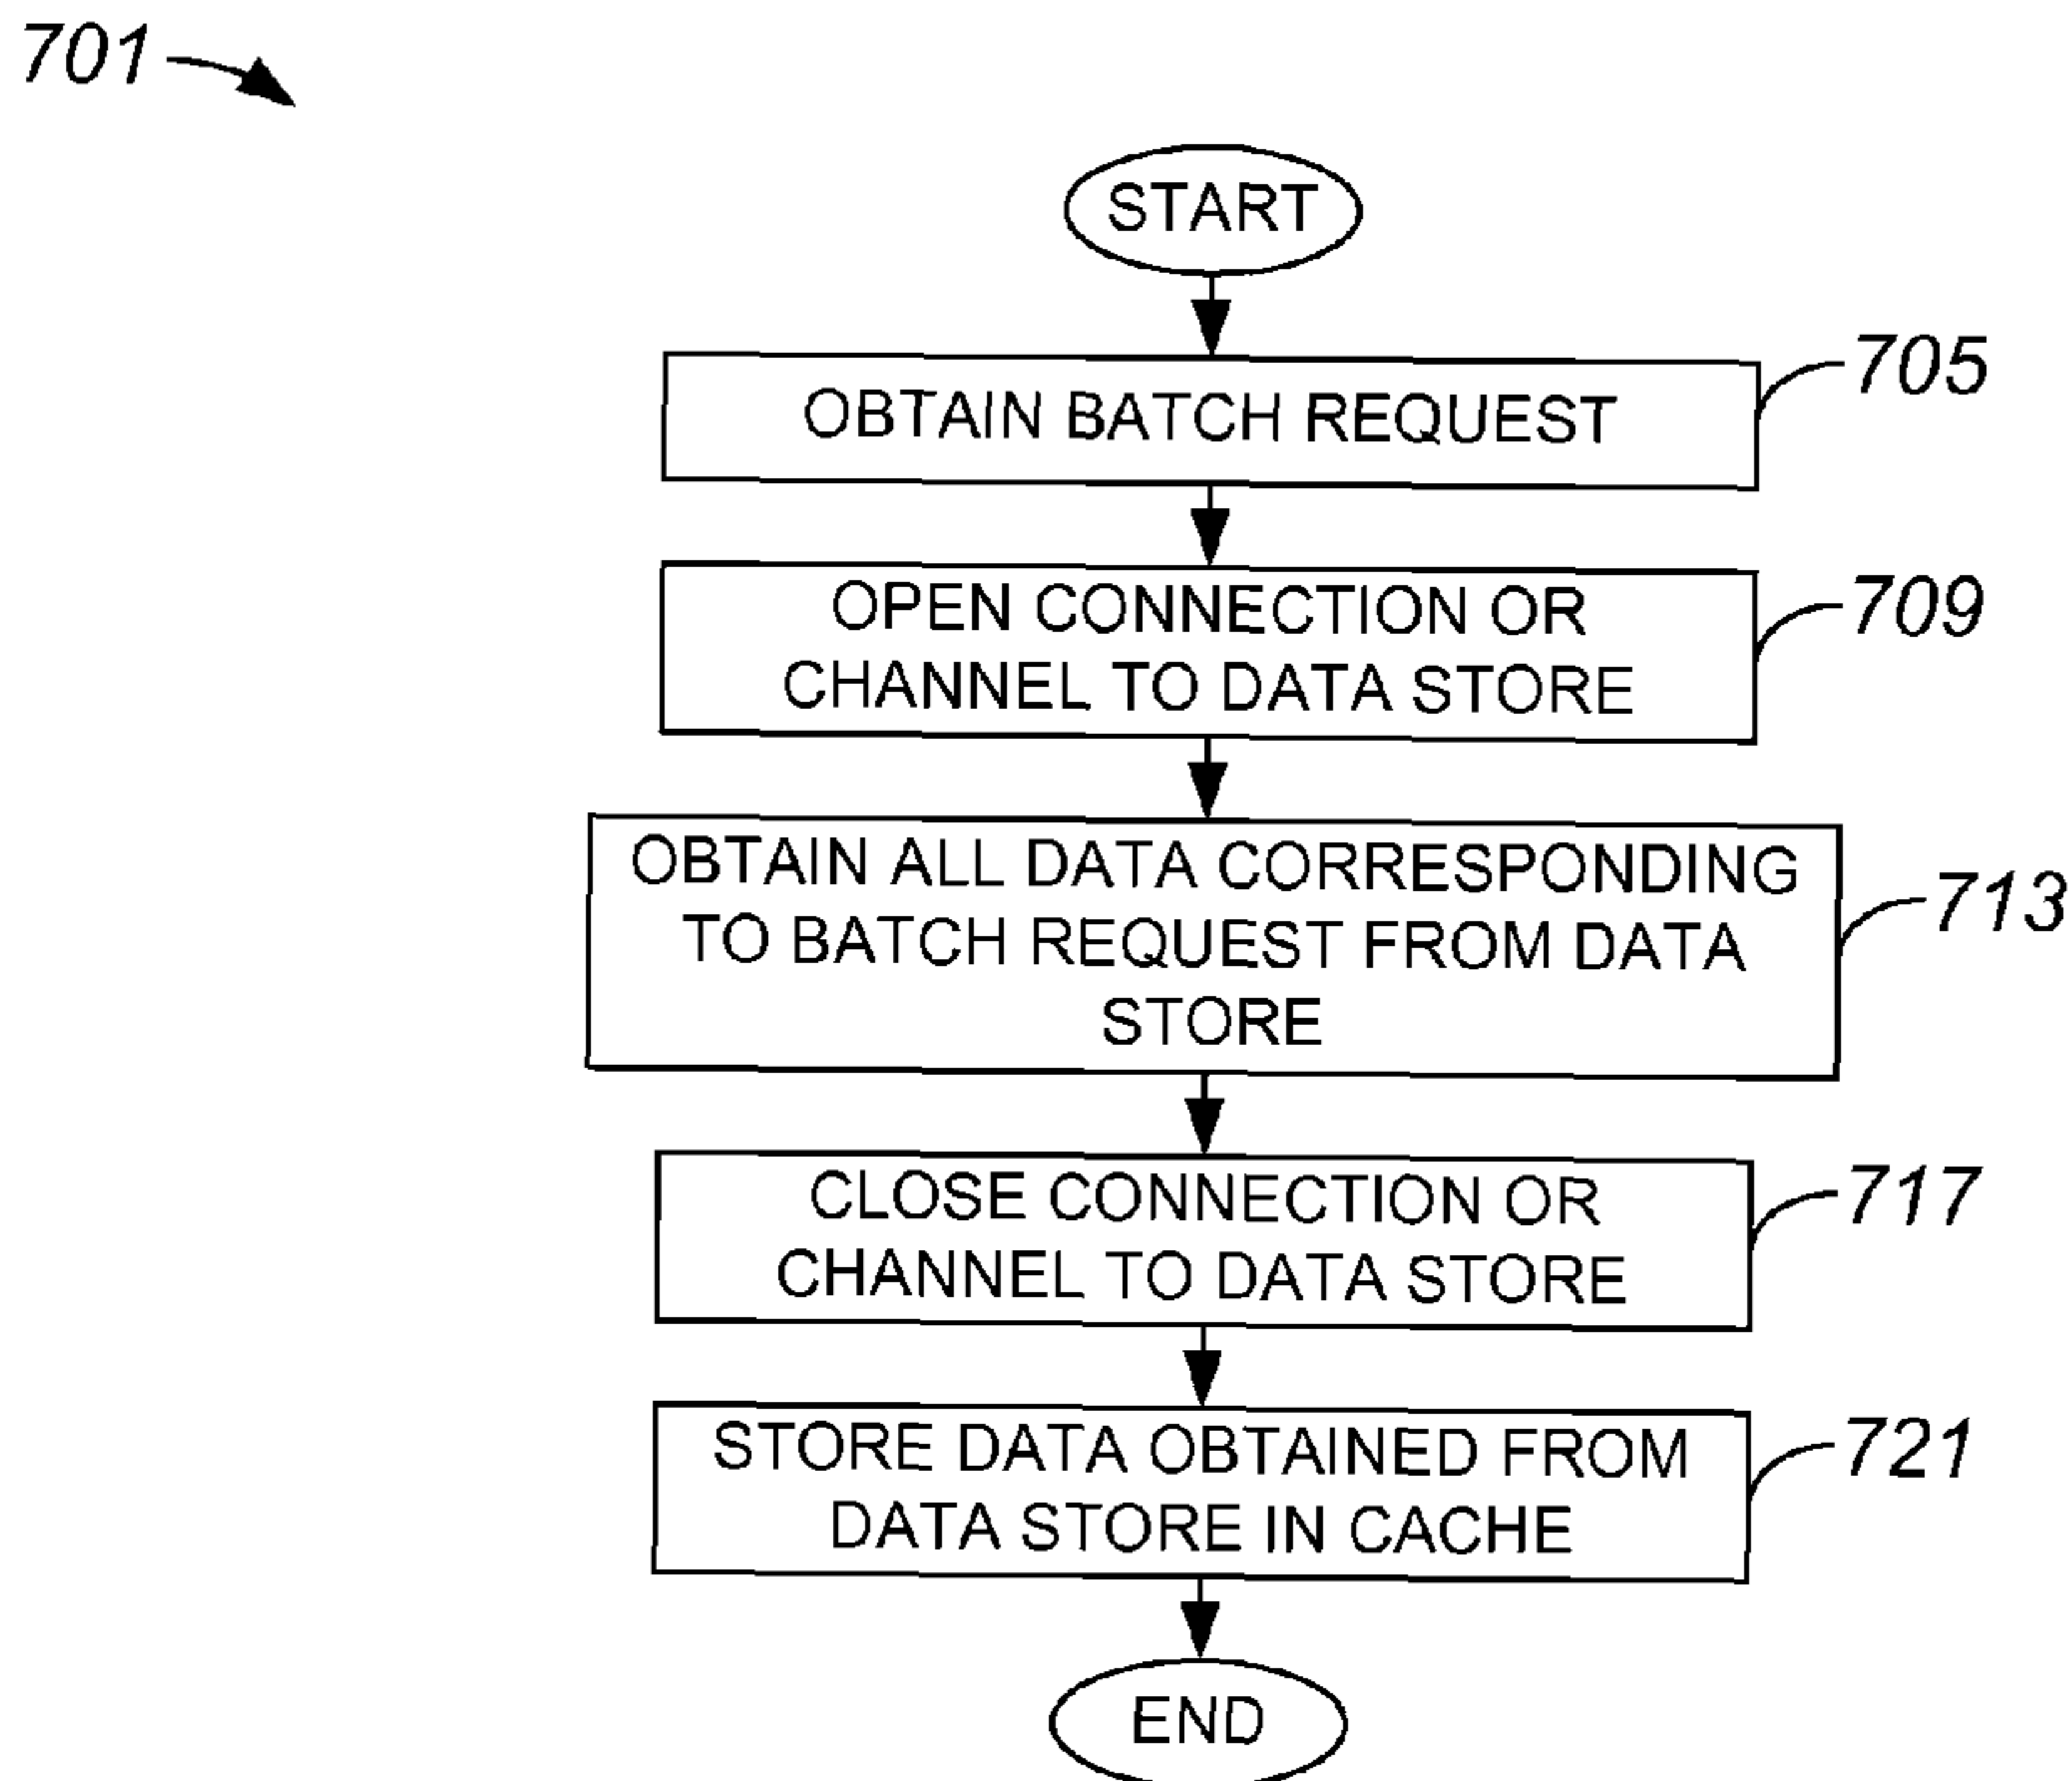 701
START
OBTAIN BATCH REQUEST
705
OPEN CONNECTION OR
CHANNEL TO DATA STORE
709
OBTAIN ALL DATA CORRESPONDING
TO BATCH REQUEST FROM DATA
STORE
713
CLOSE CONNECTION OR
CHANNEL TO DATA STORE
717
STORE DATA OBTAINED FROM
DATA STORE IN CACHE
721
END